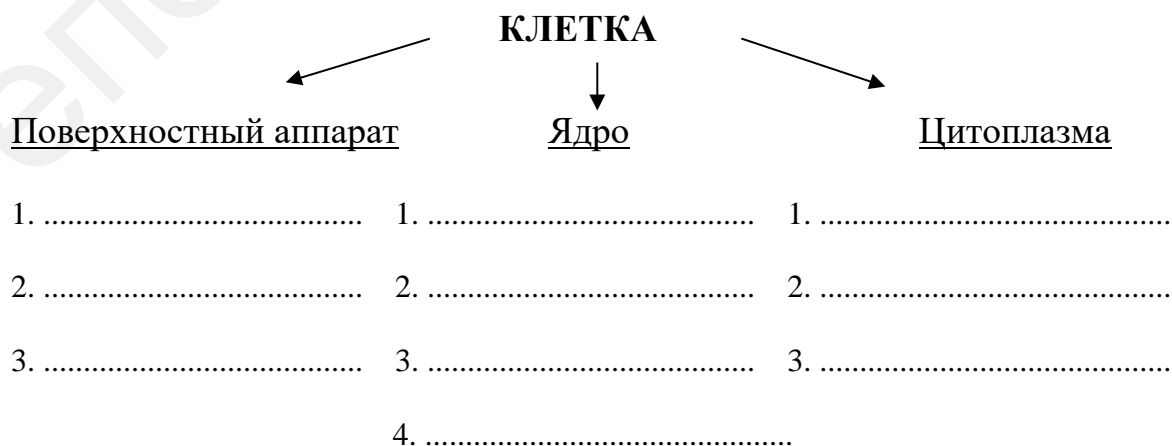 КЛЕТКА
Поверхностный аппарат Ядро Цитоплазма
1. ........................................ 1. ......................................... 1. ............................................
2. ........................................ 2. ......................................... 2. ............................................
3. ........................................ 3. ......................................... 3. ............................................
4. ..............................................